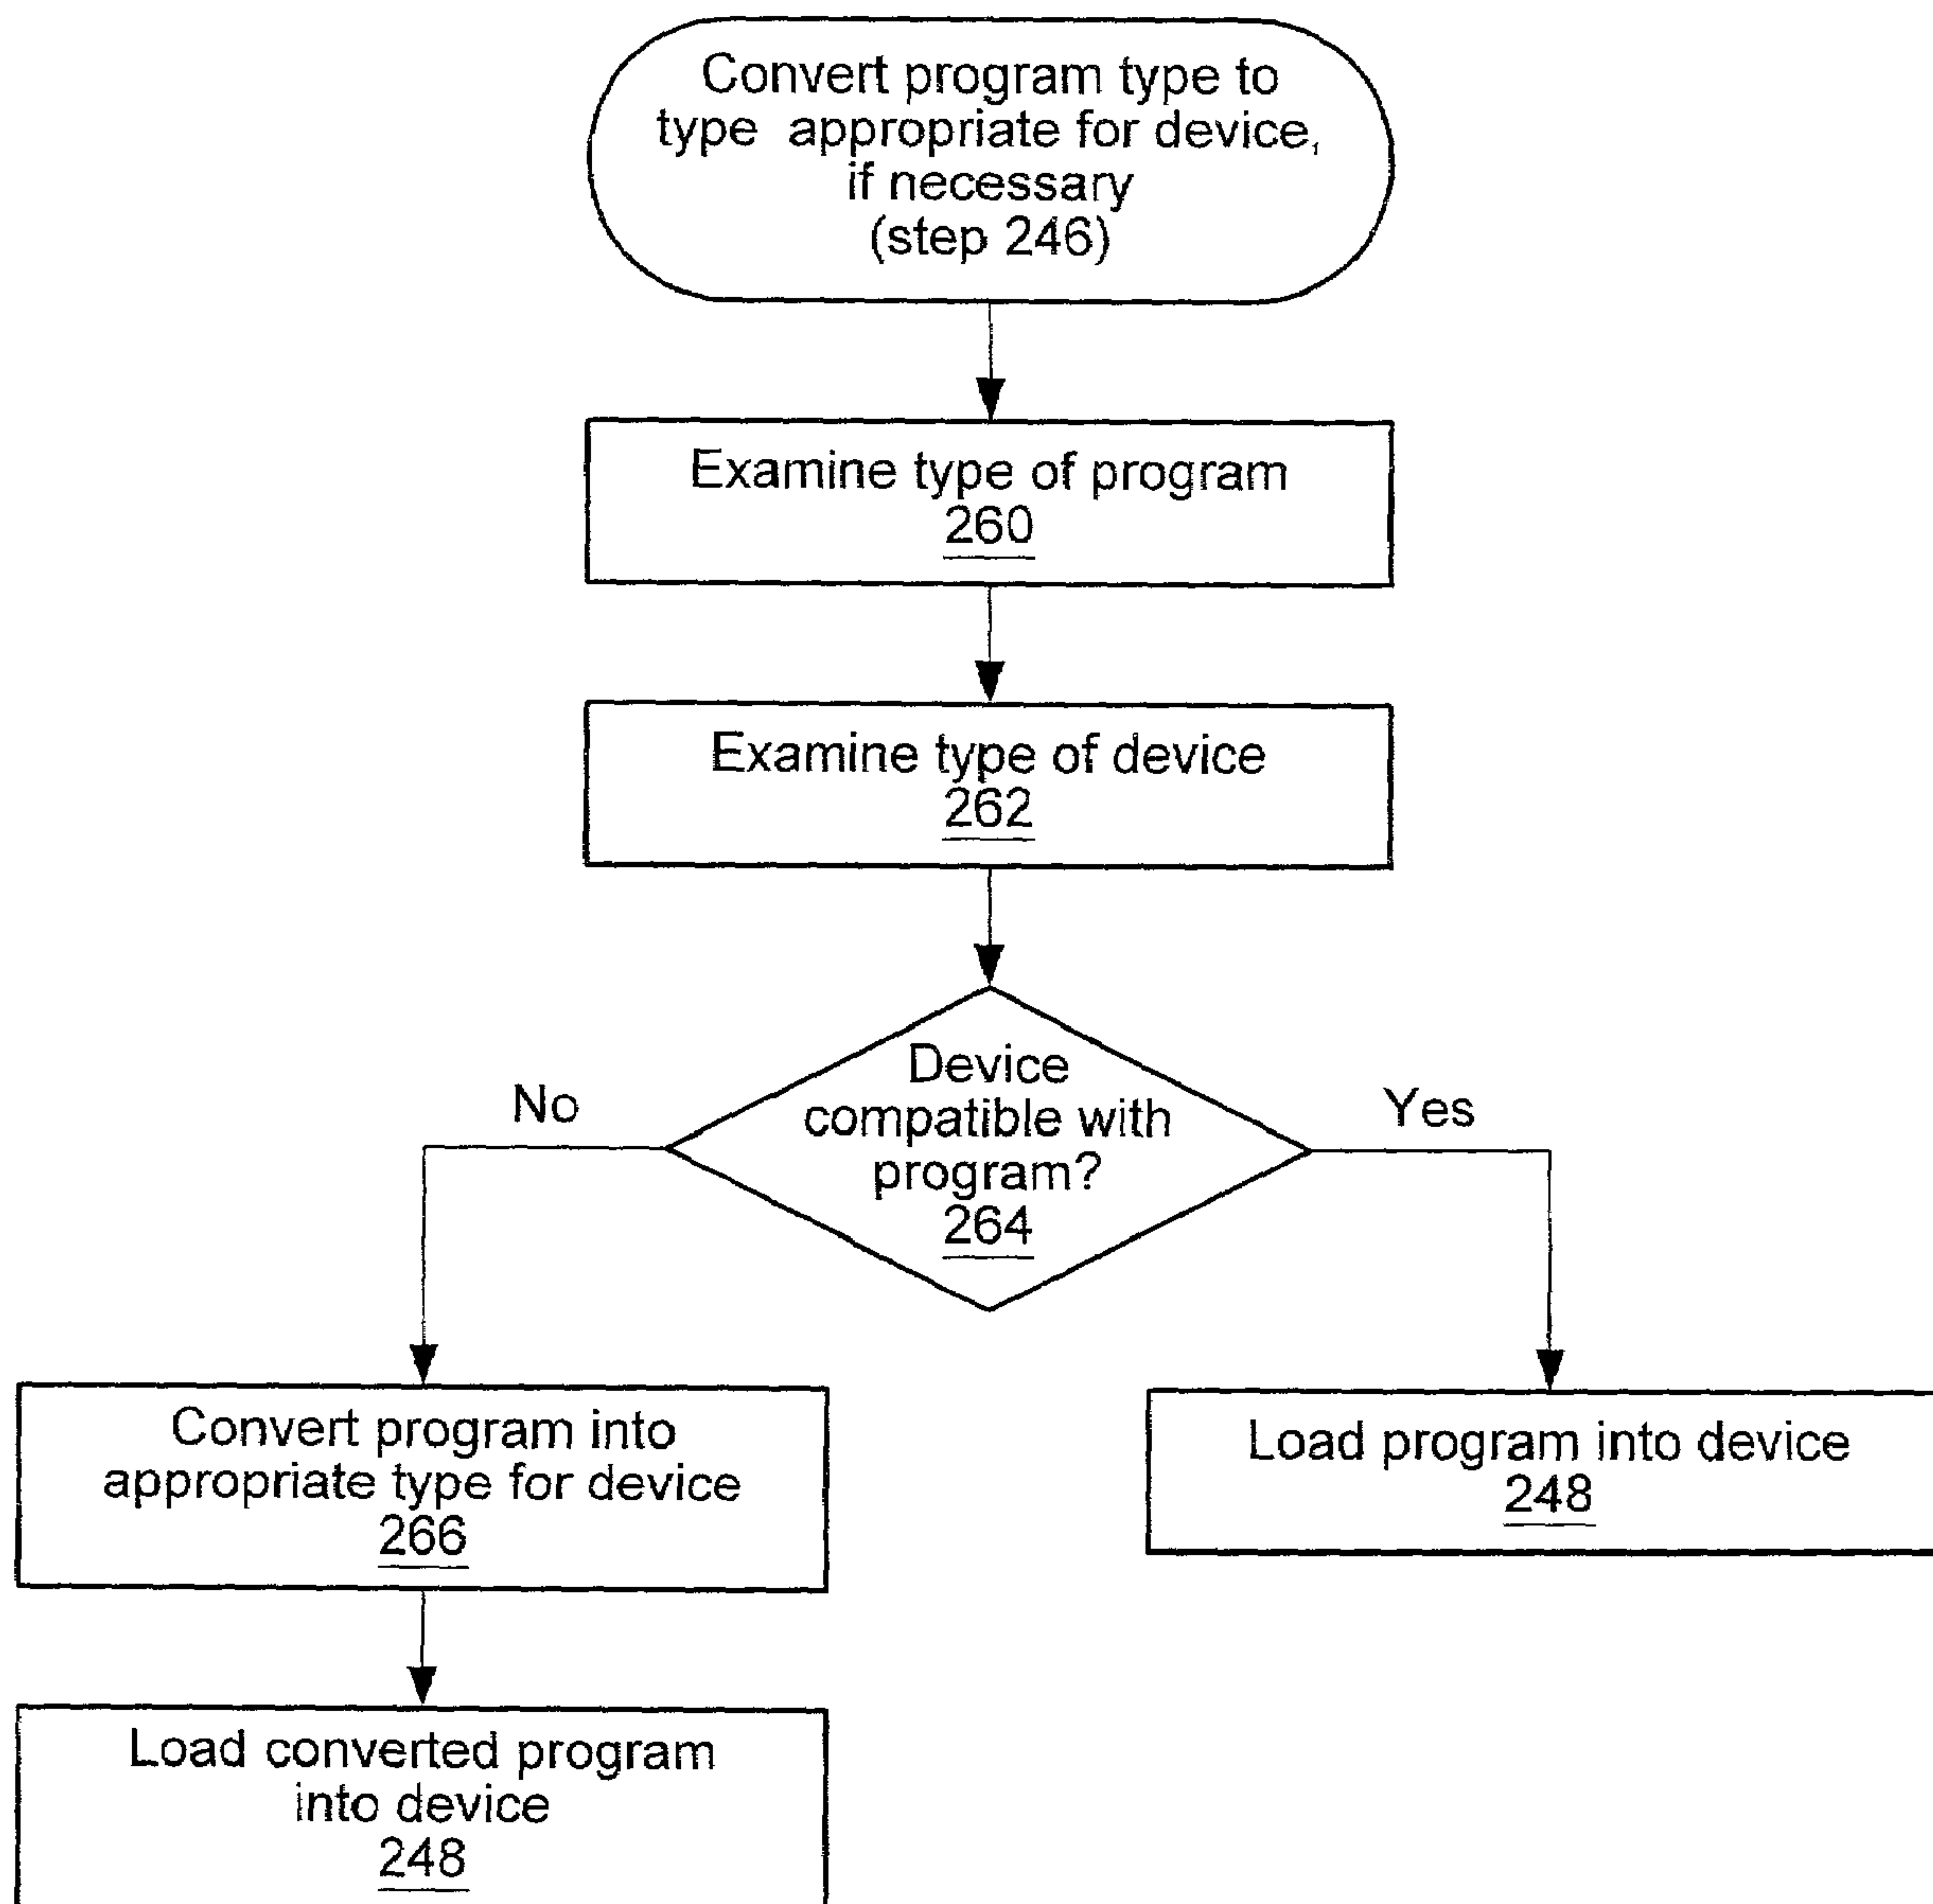 Convert program type to
type appropriate for device,
if necessary
(step 246)
Examine type of program
260
Examine type of device
262
Device
compatible with
program?
264
No
Yes
Convert program into
appropriate type for device
266
Load program into device
248
Load converted program
into device
248